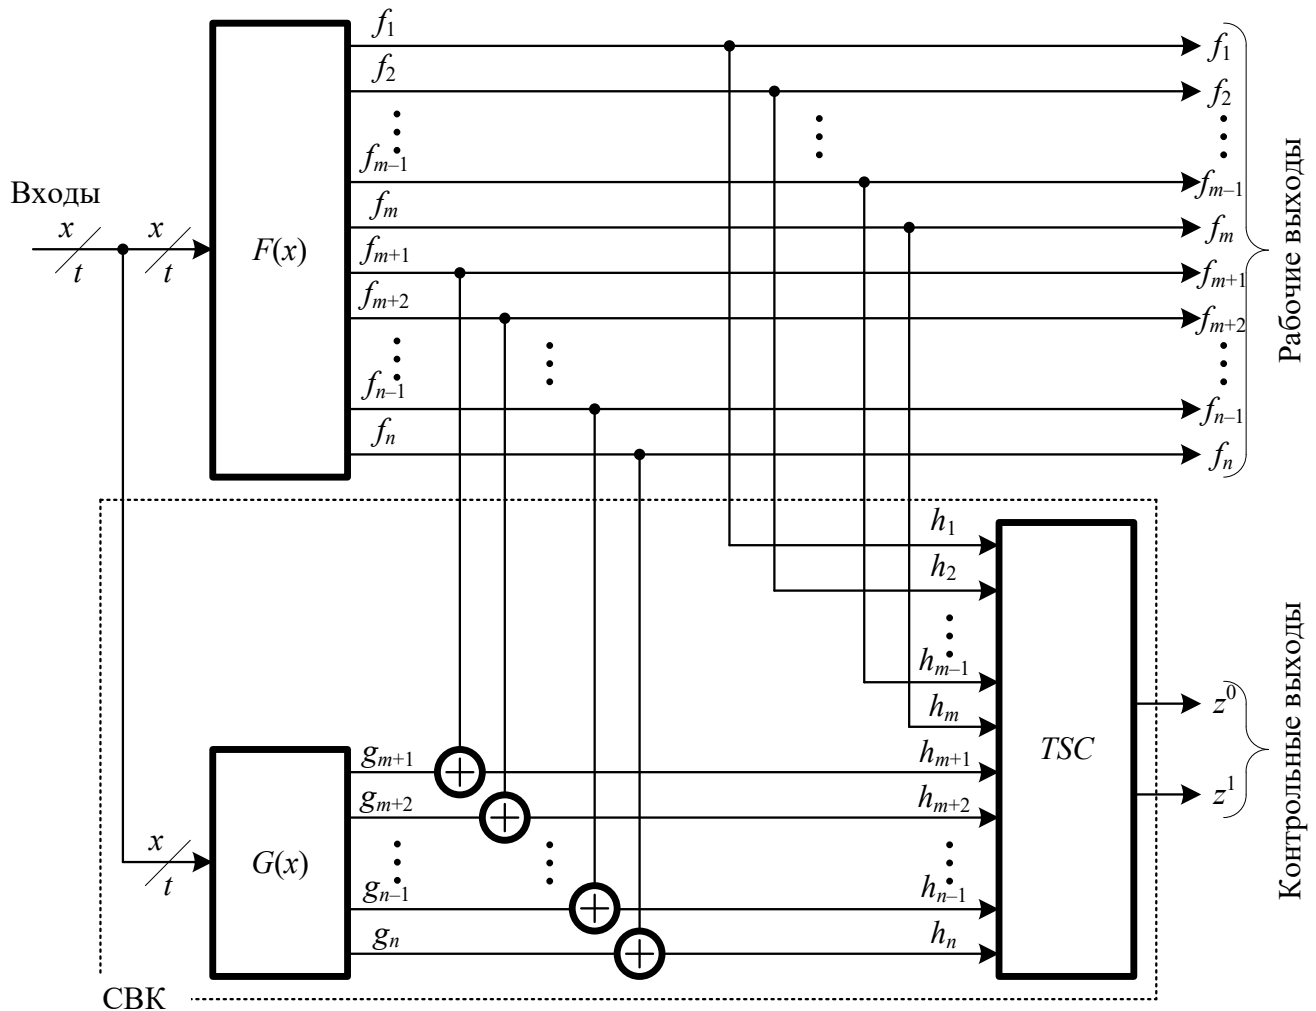 f₁
f₂
fₘ₋₁
fₘ
fₘ₊₁
fₘ₊₂
fₙ₋₁
fₙ
Входы
x
t
x
t
F(x)
f₁
f₂
fₘ₋₁
fₘ
fₘ₊₁
fₘ₊₂
fₙ₋₁
fₙ
Рабочие выходы
h₁
h₂
hₘ₋₁
hₘ
hₘ₊₁
hₘ₊₂
hₙ₋₁
hₙ
TSC
z⁰
z¹
Контрольные выходы
x
t
G(x)
gₘ₊₁
gₘ₊₂
gₙ₋₁
gₙ
СВК